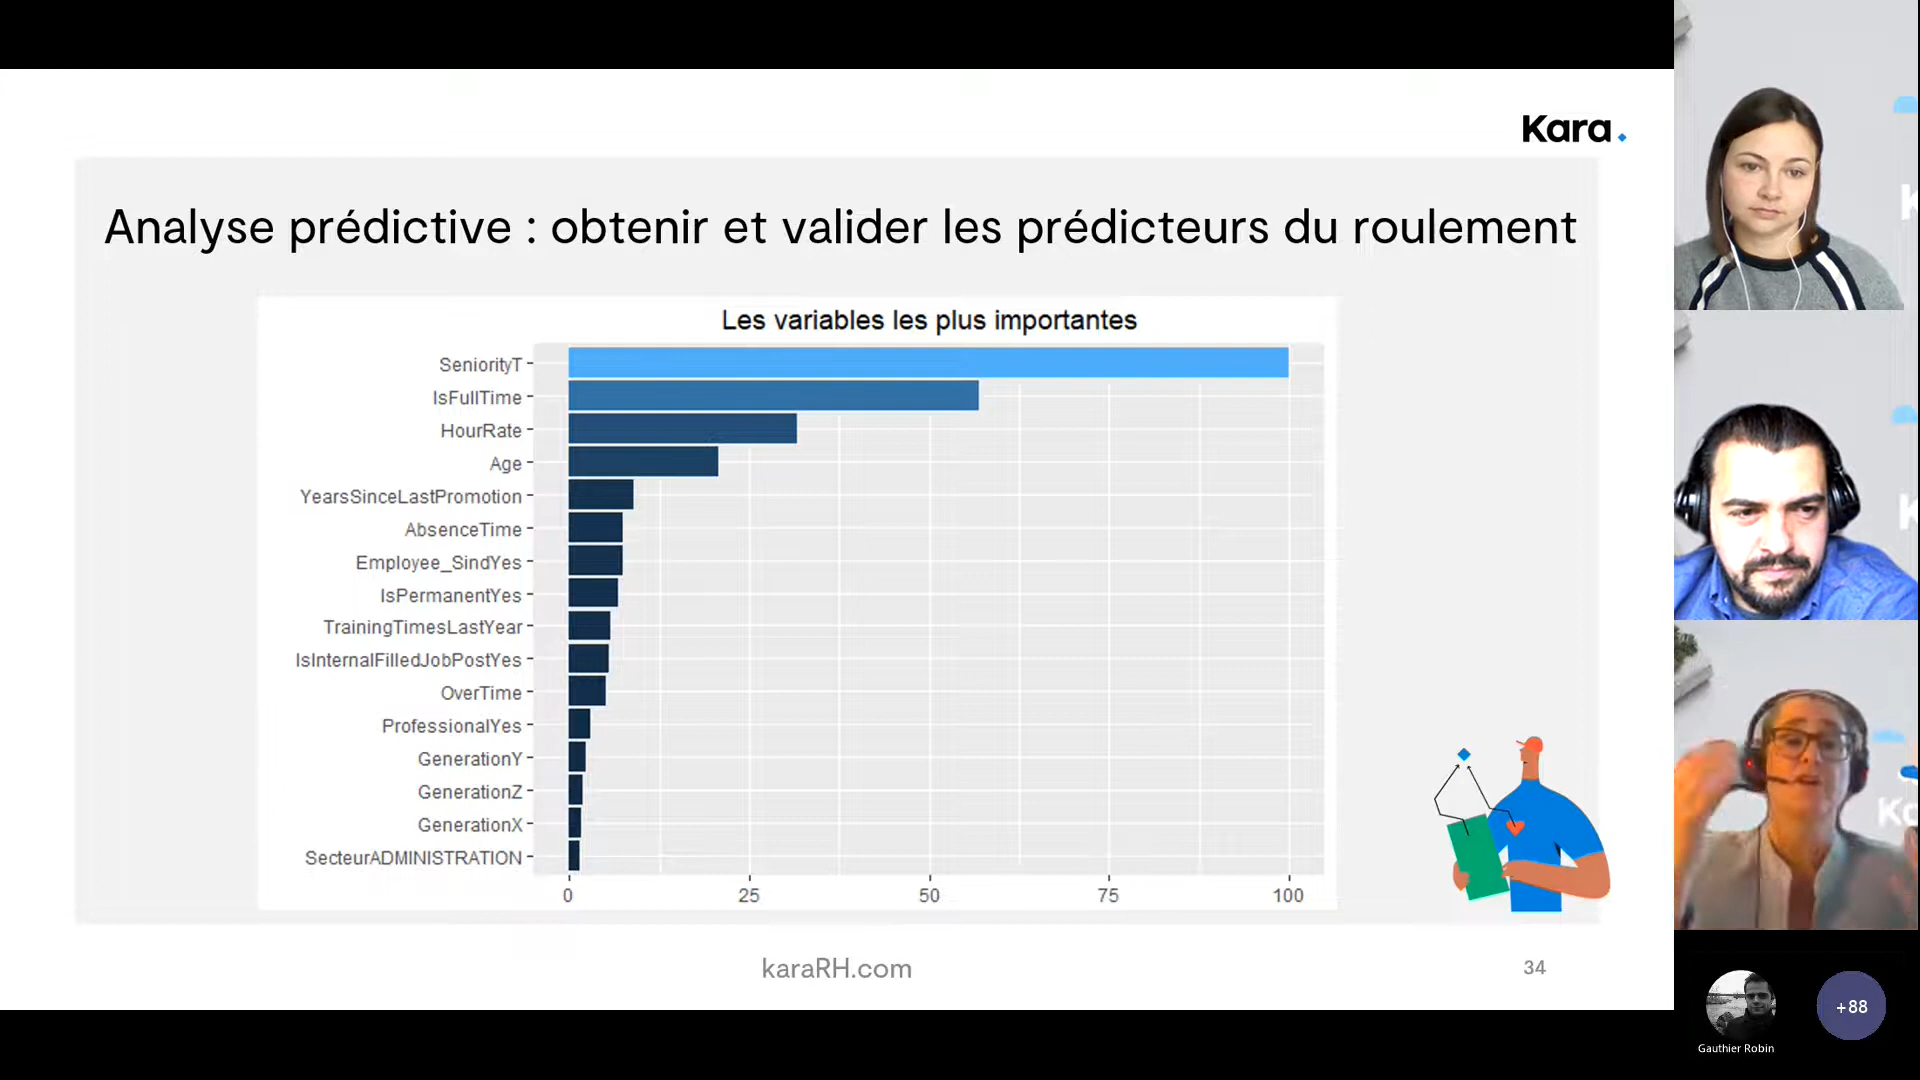 Kara
Analyse prédictive : obtenir et valider les prédicteurs du roulement
Les variables les plus importantes
SeniorityT
IsFullTime
HourRate
Age
YearsSinceLastPromotion
AbsenceTime
Employee_SindYes
IsPermanentYes
TrainingTimesLastYear
IsInternalFilledJobPostYes
OverTime
ProfessionalYes
GenerationY
GenerationZ
GenerationX
SecteurADMINISTRATION
0 25 50 75 100
karaRH.com
34
+88
Gauthier Robin